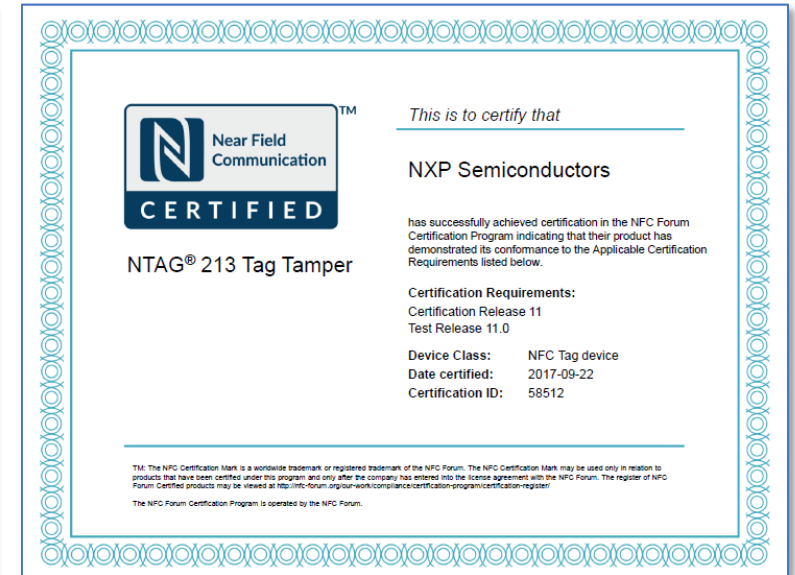 TM
Near Field
Communication
CERTIFIED
NTAG® 213 Tag Tamper
This is to certify that
NXP Semiconductors
has successfully achieved certification in the NFC Forum
Certification Program indicating that their product has
demonstrated its conformance to the Applicable Certification
Requirements listed below.
Certification Requirements:
Certification Release 11
Test Release 11.0
Device Class: NFC Tag device
Date certified: 2017-09-22
Certification ID: 58512
TM: The NFC Certification Mark is a worldwide trademark or registered trademark of the NFC Forum. The NFC Certification Mark may be used only in relation to
products that have been certified under this program and only after the company has entered into the license agreement with the NFC Forum. The register of NFC
Forum Certified products may be viewed at http://nfc-forum.org/our-work/compliance/certification-program/certification-register/
The NFC Forum Certification Program is operated by the NFC Forum.